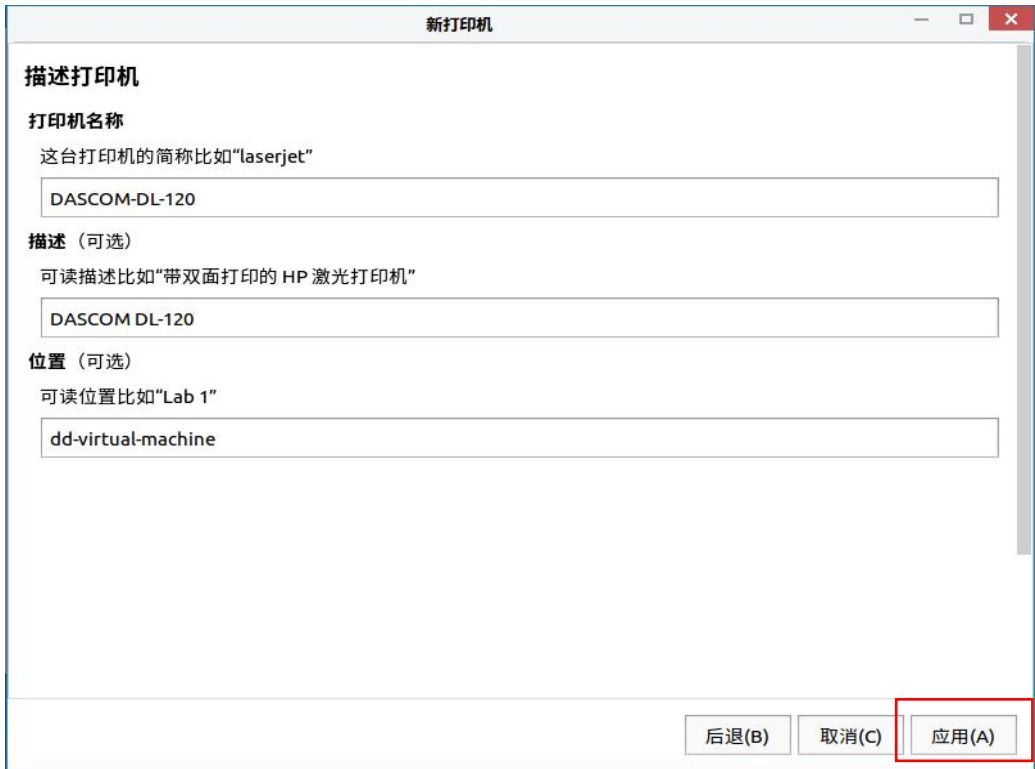 新打印机
描述打印机
打印机名称
这台打印机的简称比如“laserjet”
DASCOM-DL-120
描述（可选）
可读描述比如“带双面打印的 HP 激光打印机”
DASCOM DL-120
位置（可选）
可读位置比如“Lab 1”
dd-virtual-machine
后退(B) 取消(C) 应用(A)